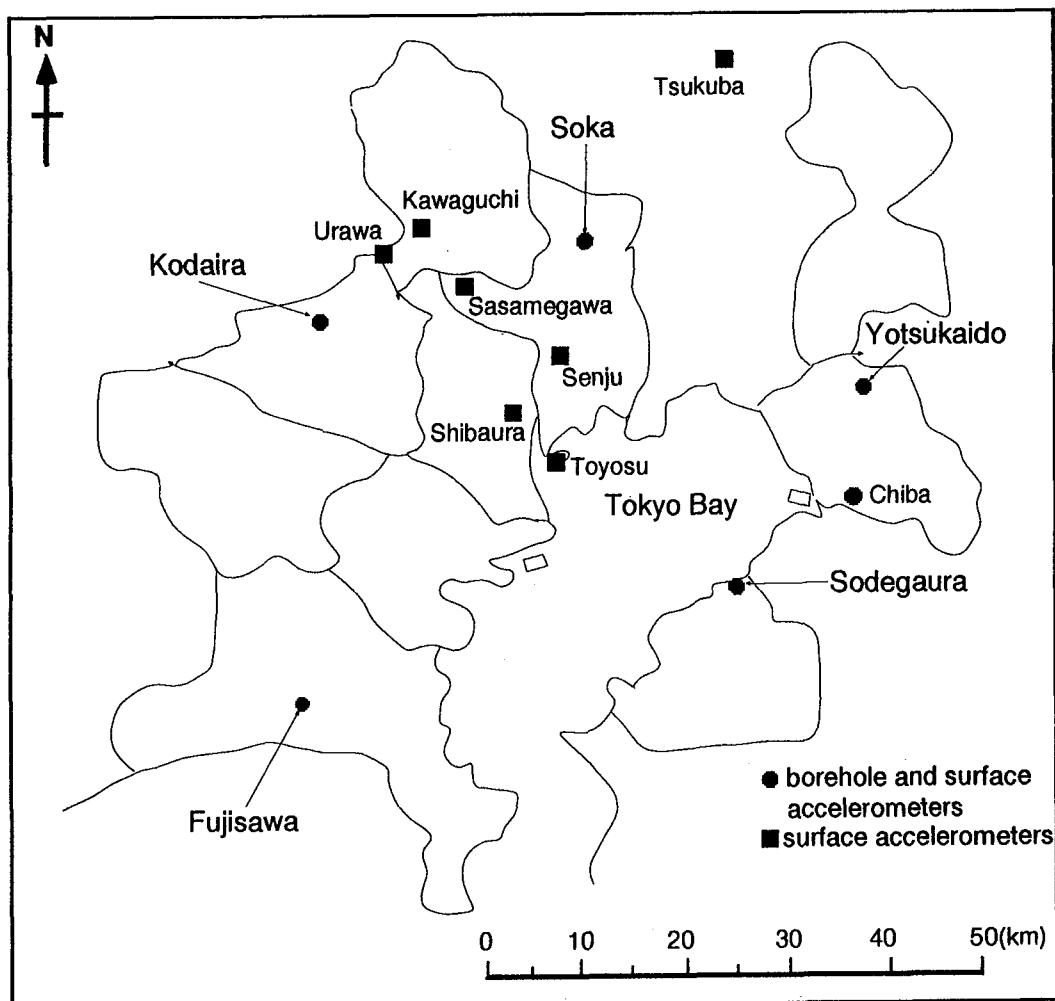 N
Tsukuba
Soka
Kawaguchi
Urawa
Kodaira
Sasamegawa
Yotsukaido
Senju
Shibaura
Toyosu
Chiba
Tokyo Bay
Sodegaura
Fujisawa
borehole and surface
accelerometers
surface accelerometers
0 10 20 30 40 50(km)